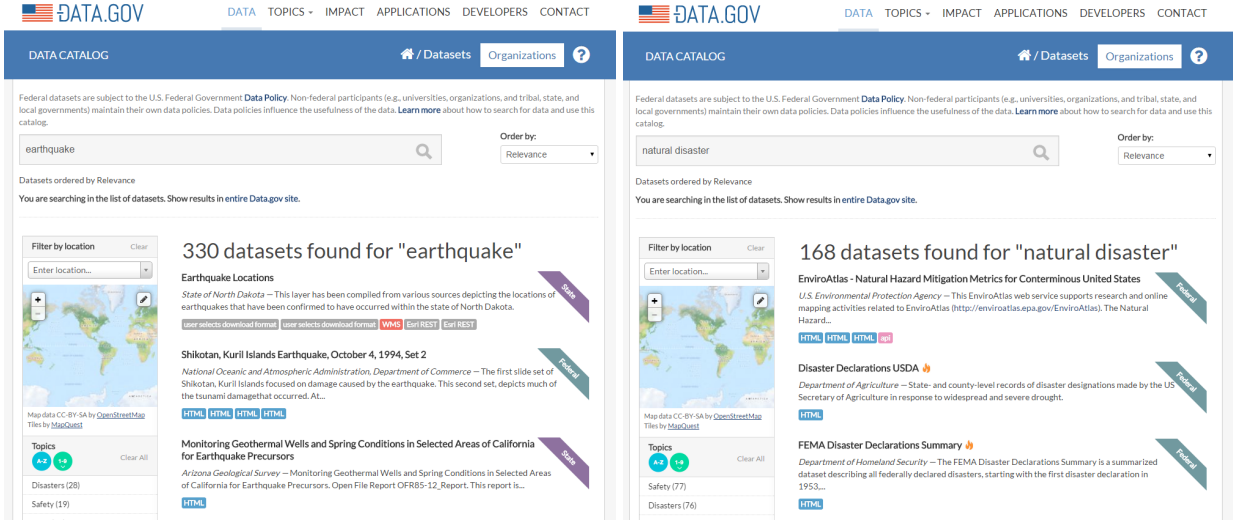 DATA.GOV
DATA TOPICS IMPACT APPLICATIONS DEVELOPERS CONTACT
DATA CATALOG
/ Datasets Organizations ?
Federal datasets are subject to the U.S. Federal Government Data Policy. Non-federal participants (e.g., universities, organizations, and tribal, state, and
local governments) maintain their own data policies. Data policies influence the usefulness of the data. Learn more about how to search for data and use this
catalog.
Order by:
earthquake
Relevance
Datasets ordered by Relevance
You are searching in the list of datasets. Show results in entire Data.gov site.
Filter by location Clear
Enter location...
+
-
Map data CC-BY-SA by OpenStreetMap
Tiles by MapQuest
Topics
A-Z 1-9 Clear All
Disasters (28)
Safety (19)
330 datasets found for "earthquake"
Earthquake Locations
State
State of North Dakota — This layer has been compiled from various sources depicting the locations of
earthquakes that have been confirmed to have occurred within the state of North Dakota.
user selects download format user selects download format WMS Esri REST Esri REST
Shikotan, Kuril Islands Earthquake, October 4, 1994, Set 2
Federal
National Oceanic and Atmospheric Administration, Department of Commerce — The first slide set of
Shikotan, Kuril Islands focused on damage caused by the earthquake. This second set, depicts much of
the tsunami damagethat occurred. At...
HTML HTML HTML HTML
Monitoring Geothermal Wells and Spring Conditions in Selected Areas of California
for Earthquake Precursors
State
Arizona Geological Survey — Monitoring Geothermal Wells and Spring Conditions in Selected Areas
of California for Earthquake Precursors. Open File Report OFR85-12_Report. This report is...
HTML
DATA.GOV
DATA TOPICS IMPACT APPLICATIONS DEVELOPERS CONTACT
DATA CATALOG
/ Datasets Organizations ?
Federal datasets are subject to the U.S. Federal Government Data Policy. Non-federal participants (e.g., universities, organizations, and tribal, state, and
local governments) maintain their own data policies. Data policies influence the usefulness of the data. Learn more about how to search for data and use this
catalog.
Order by:
natural disaster
Relevance
Datasets ordered by Relevance
You are searching in the list of datasets. Show results in entire Data.gov site.
Filter by location Clear
Enter location...
+
-
Map data CC-BY-SA by OpenStreetMap
Tiles by MapQuest
Topics
A-Z 1-9 Clear All
Safety (77)
Disasters (76)
168 datasets found for "natural disaster"
EnviroAtlas - Natural Hazard Mitigation Metrics for Conterminous United States
Federal
U.S. Environmental Protection Agency — This EnviroAtlas web service supports research and online
mapping activities related to EnviroAtlas (http://enviroatlas.epa.gov/EnviroAtlas). The Natural
Hazard...
HTML HTML HTML api
Disaster Declarations USDA
Federal
Department of Agriculture — State- and county-level records of disaster designations made by the US
Secretary of Agriculture in response to widespread and severe drought.
HTML
FEMA Disaster Declarations Summary
Federal
Department of Homeland Security — The FEMA Disaster Declarations Summary is a summarized
dataset describing all federally declared disasters, starting with the first disaster declaration in
1953,...
HTML